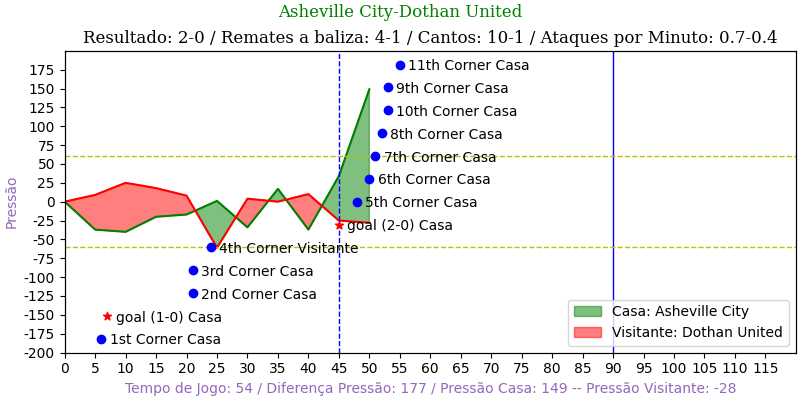 Asheville City-Dothan United
Resultado: 2-0 / Remates a baliza: 4-1 / Cantos: 10-1 / Ataques por Minuto: 0.7-0.4
Pressão
175
150
125
100
75
50
25
0
-25
-50
-75
-100
-125
-150
-175
-200
11th Corner Casa
9th Corner Casa
10th Corner Casa
8th Corner Casa
7th Corner Casa
6th Corner Casa
5th Corner Casa
goal (2-0) Casa
4th Corner Visitante
3rd Corner Casa
2nd Corner Casa
goal (1-0) Casa
1st Corner Casa
Casa: Asheville City
Visitante: Dothan United
0 5 10 15 20 25 30 35 40 45 50 55 60 65 70 75 80 85 90 95 100 105 110 115
Tempo de Jogo: 54 / Diferença Pressão: 177 / Pressão Casa: 149 -- Pressão Visitante: -28